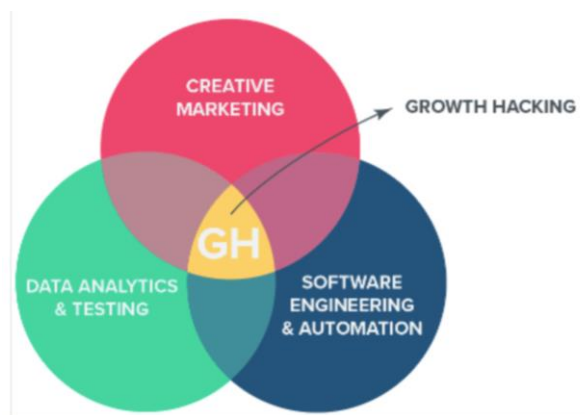 CREATIVE
MARKETING
GROWTH HACKING
GH
DATA ANALYTICS
& TESTING
SOFTWARE
ENGINEERING
& AUTOMATION